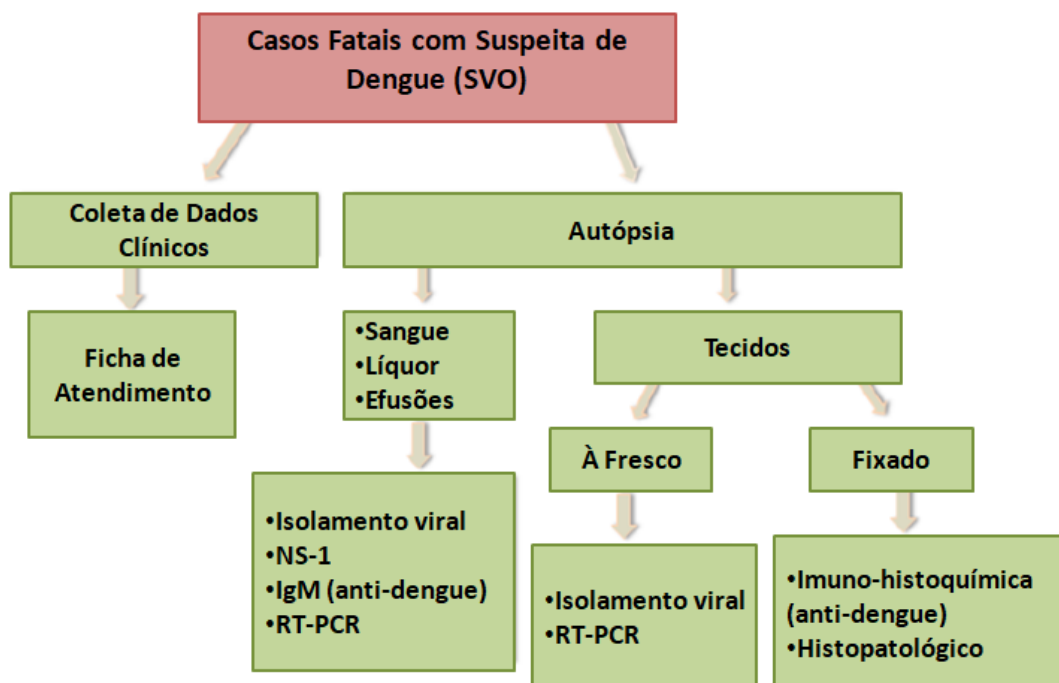 Casos Fatais com Suspeita de
Dengue (SVO)
Coleta de Dados
Clínicos
Autópsia
Ficha de
Atendimento
•Sangue
•Líquor
•Efusões
Tecidos
À Fresco
Fixado
•Isolamento viral
•NS-1
•IgM (anti-dengue)
•RT-PCR
•Isolamento viral
•RT-PCR
•Imuno-histoquímica
(anti-dengue)
•Histopatológico